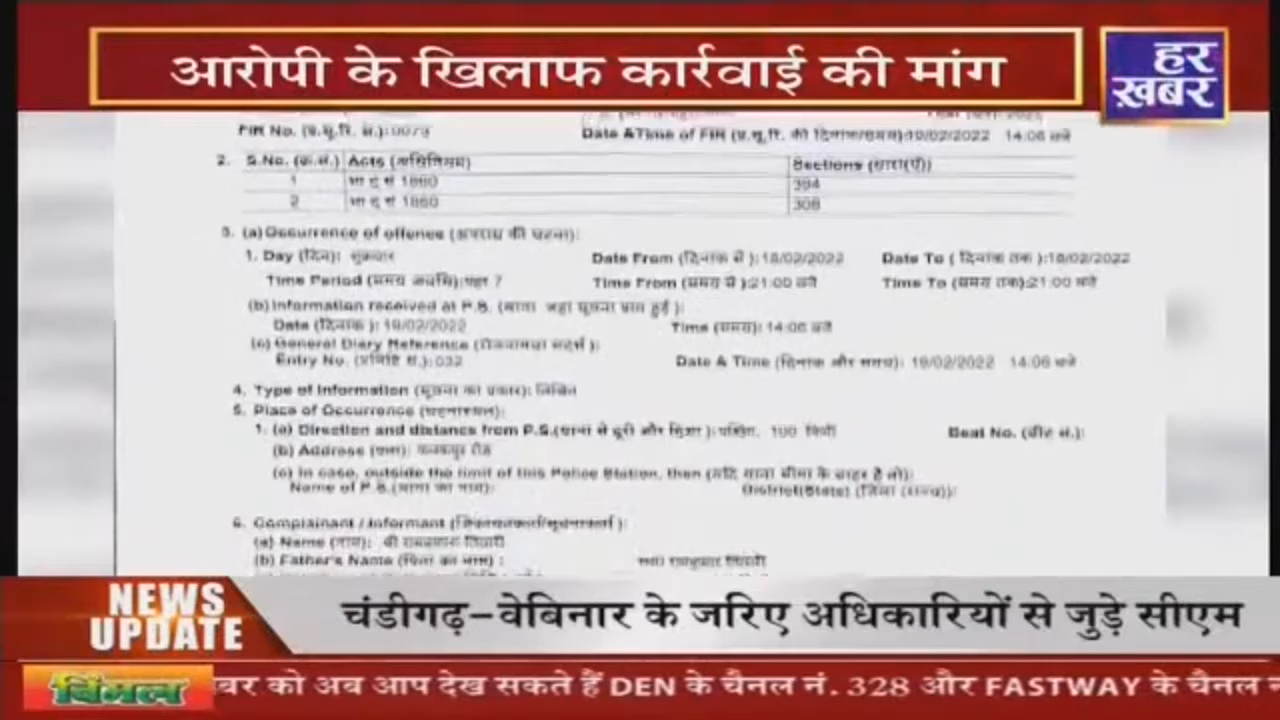 आरोपी के खिलाफ कार्रवाई की मांग
हर
ख़बर
FIR No. (प्र.सू.रि. सं.):0079
Date &Time of FIR (प्र.सू.रि. की दिनांक/समय):19/02/2022 14:06 बजे
2. S.No. (क्र.सं.) Acts (अधिनियम) Sections (धारा(एँ))
1 भा दं सं 1860 394
2 भा दं सं 1860 308
3. (a) Occurrence of offence (अपराध की घटना):
1. Day (दिन): शुक्रवार Date From (दिनांक से ):18/02/2022 Date To ( दिनांक तक ):18/02/2022
Time Period (समय अवधि):पहर 7 Time From (समय से ):21:00 बजे Time To (समय तक):21:00 बजे
(b) Information received at P.S. (थाना जहां सूचना प्राप्त हुई ):
Date (दिनांक ): 19/02/2022 Time (समय): 14:06 बजे
(c) General Diary Reference (रोजनामचा संदर्भ ):
Entry No. (प्रविष्टि सं.):032 Date & Time (दिनांक और समय): 19/02/2022 14:06 बजे
4. Type of Information (सूचना का प्रकार): लिखित
5. Place of Occurrence (घटनास्थल):
1. (a) Direction and distance from P.S.(थाना से दूरी और दिशा ): पश्चिम, 100 Beat No. (बीट सं.):
(b) Address (पता): रोड
(c) In case, outside the limit of this Police Station, then (यदि थाना सीमा के बाहर है तो):
Name of P.S.(थाना का नाम): District(State) (जिला (राज्य)):
6. Complainant / Informant (शिकायतकर्ता/सूचनाकर्ता ):
(a) Name (नाम): श्री तिवारी
(b) Father's Name (पिता का नाम) : तिवारी
NEWS
UPDATE
चंडीगढ़-वेबिनार के जरिए अधिकारियों से जुड़े सीएम
विमल
बर को अब आप देख सकते हैं DEN के चैनल नं. 328 और FASTWAY के चैनल